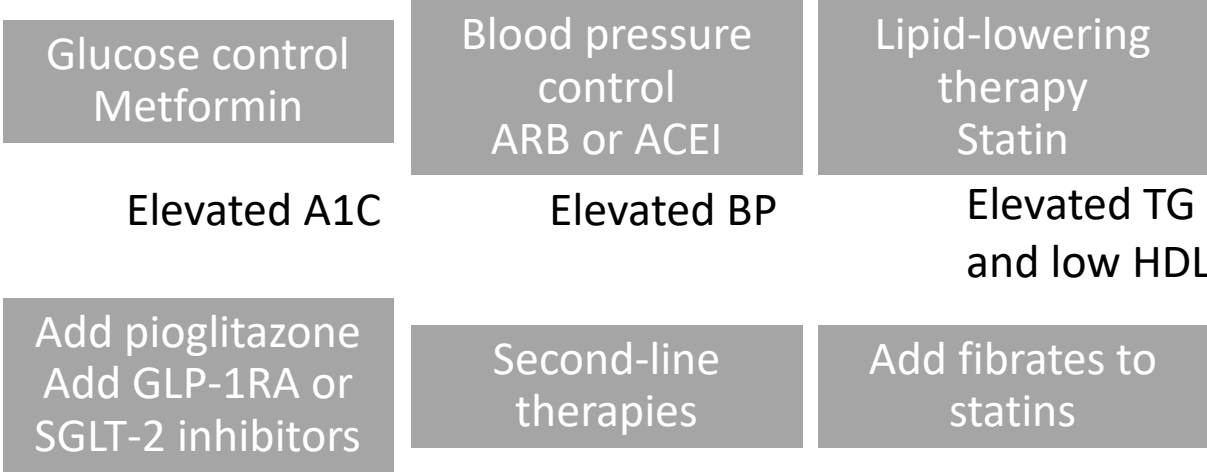 Glucose control
Metformin
Blood pressure
control
ARB or ACEI
Lipid-lowering
therapy
Statin
Elevated A1C
Elevated BP
Elevated TG
and low HDL
Add pioglitazone
Add GLP-1RA or
SGLT-2 inhibitors
Second-line
therapies
Add fibrates to
statins